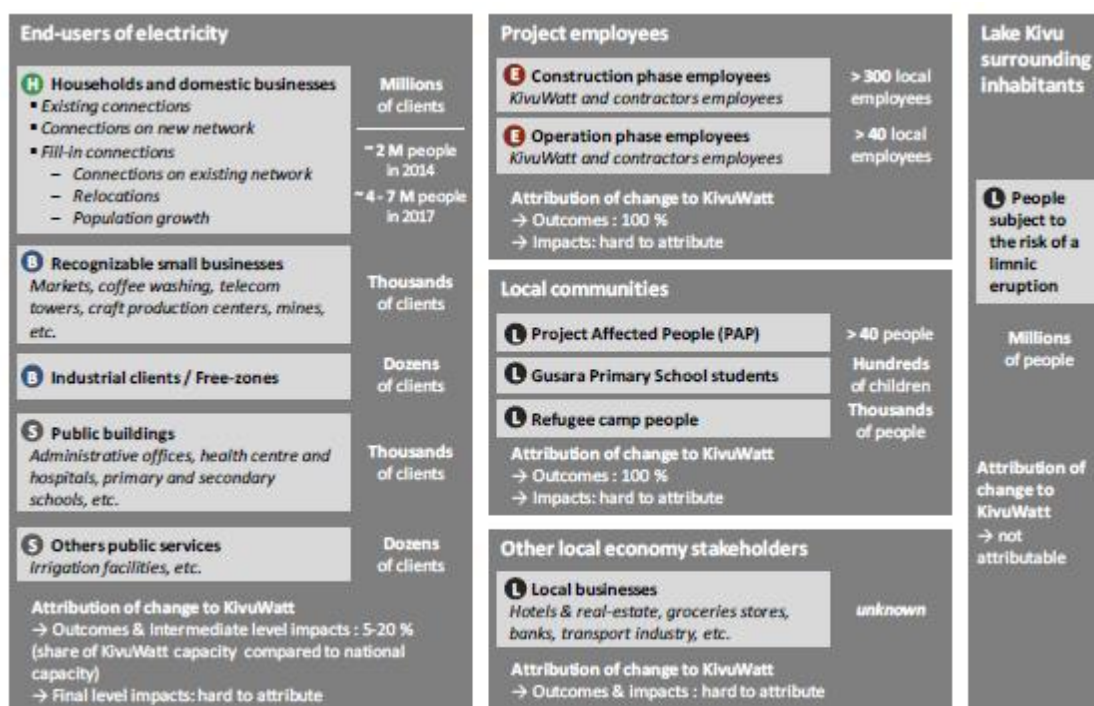 End-users of electricity
H Households and domestic businesses
▪ Existing connections
▪ Connections on new network
▪ Fill-in connections
– Connections on existing network
– Relocations
– Population growth
Millions
of clients
~ 2 M people
in 2014
~ 4 - 7 M people
in 2017
B Recognizable small businesses
Markets, coffee washing, telecom
towers, craft production centers, mines,
etc.
Thousands
of clients
B Industrial clients / Free-zones
Dozens
of clients
S Public buildings
Administrative offices, health centre and
hospitals, primary and secondary
schools, etc.
Thousands
of clients
S Others public services
Irrigation facilities, etc.
Dozens
of clients
Attribution of change to KivuWatt
→ Outcomes & Intermediate level impacts : 5-20 %
(share of KivuWatt capacity compared to national
capacity)
→ Final level impacts: hard to attribute
Project employees
E Construction phase employees
KivuWatt and contractors employees
> 300 local
employees
E Operation phase employees
KivuWatt and contractors employees
> 40 local
employees
Attribution of change to KivuWatt
→ Outcomes : 100 %
→ Impacts: hard to attribute
Local communities
L Project Affected People (PAP)
> 40 people
L Gusara Primary School students
Hundreds
of children
L Refugee camp people
Thousands
of people
Attribution of change to KivuWatt
→ Outcomes : 100 %
→ Impacts: hard to attribute
Other local economy stakeholders
L Local businesses
Hotels & real-estate, groceries stores,
banks, transport industry, etc.
unknown
Attribution of change to KivuWatt
→ Outcomes & impacts : hard to attribute
Lake Kivu
surrounding
inhabitants
L People
subject to
the risk of a
limnic
eruption
Millions
of people
Attribution of
change to
KivuWatt
→ not
attributable